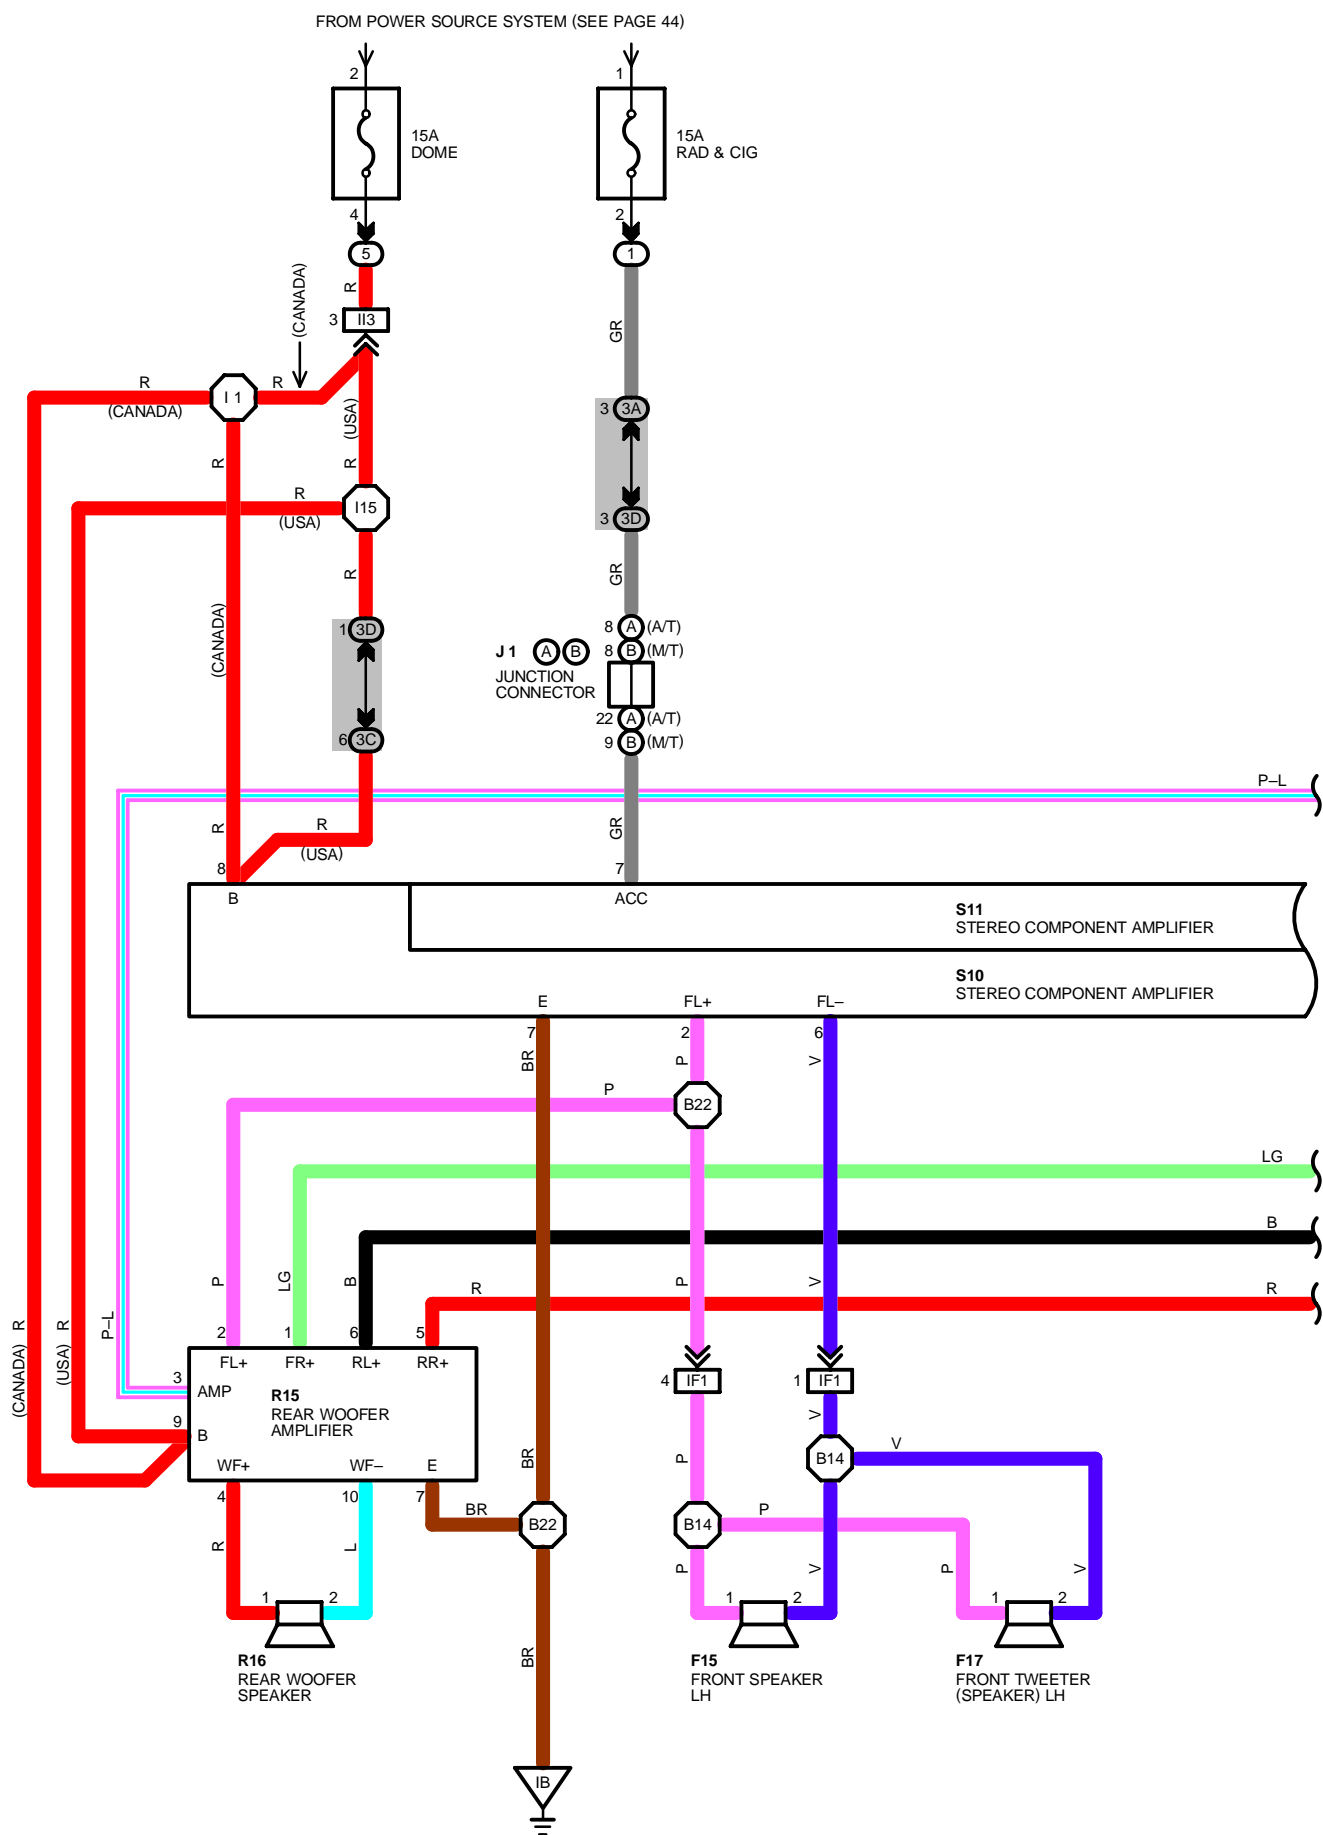 FROM POWER SOURCE SYSTEM (SEE PAGE 44)
2
1
15A
DOME
15A
RAD & CIG
4
2
5
1
R
(CANADA)
3
II3
GR
R
(CANADA)
I 1
R
(USA)
3
3A
R
R
R
(USA)
I15
3
3D
R
GR
(CANADA)
1
3D
8
A
(A/T)
J 1
A
B
8
B
(M/T)
JUNCTION
CONNECTOR
22
A
(A/T)
6
3C
9
B
(M/T)
P–L
R
R
(USA)
GR
8
7
B
ACC
S11
STEREO COMPONENT AMPLIFIER
S10
STEREO COMPONENT AMPLIFIER
E
FL+
FL–
7
2
6
BR
P
V
P
B22
LG
B
P
LG
B
R
P
V
R
(CANADA) R
(USA) R
P–L
2
1
6
5
FL+
FR+
RL+
RR+
3
AMP
R15
REAR WOOFER
AMPLIFIER
4
IF1
1
IF1
9
B
V
WF+
WF–
E
BR
P
B14
V
4
10
7
BR
B22
B14
P
R
L
P
V
P
V
1
2
1
2
1
2
R16
REAR WOOFER
SPEAKER
BR
F15
FRONT SPEAKER
LH
F17
FRONT TWEETER
(SPEAKER) LH
IB